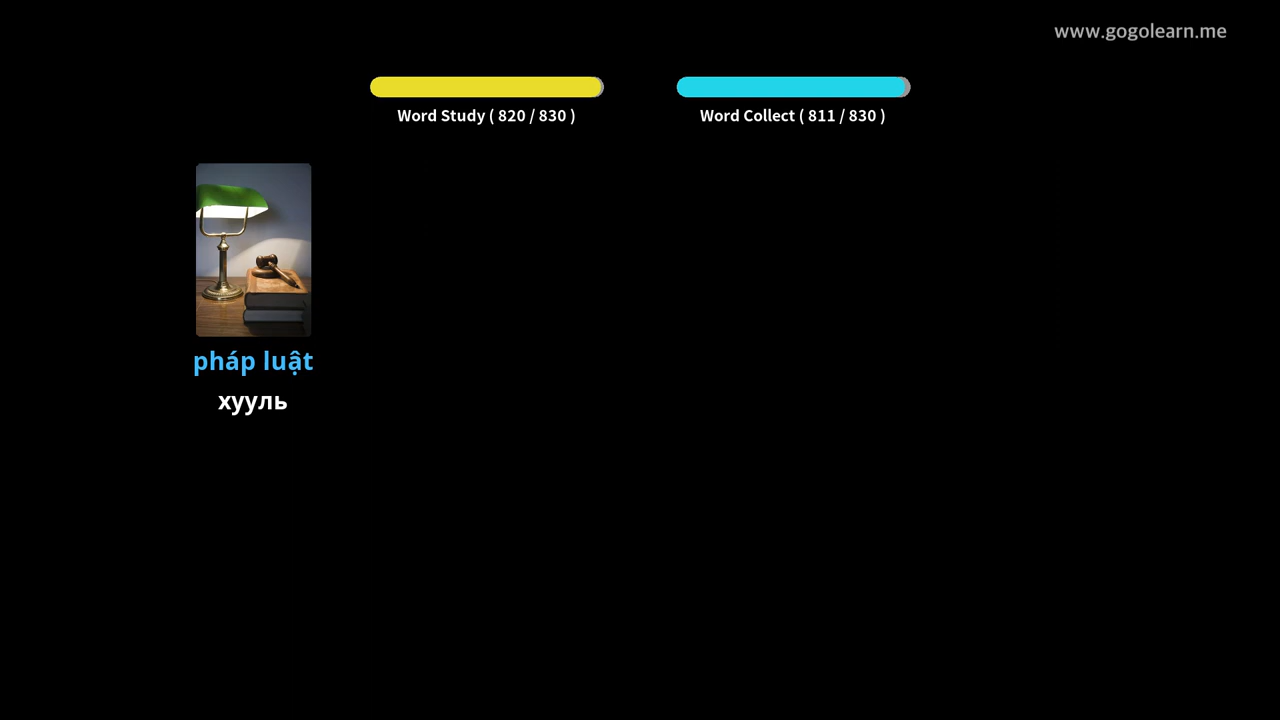 www.gogolearn.me
Word Study ( 820 / 830 )
Word Collect ( 811 / 830 )
pháp luật
хууль